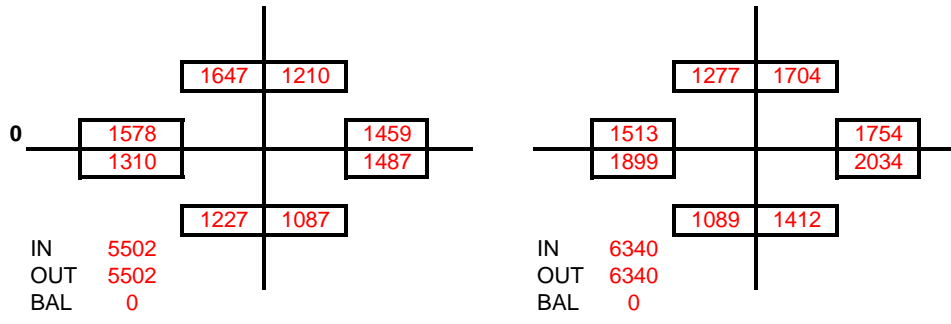 1647 1210 1277 1704
0 1578 1459 1513 1754
1310 1487 1899 2034
1227 1087 1089 1412
IN 5502 IN 6340
OUT 5502 OUT 6340
BAL 0 BAL 0